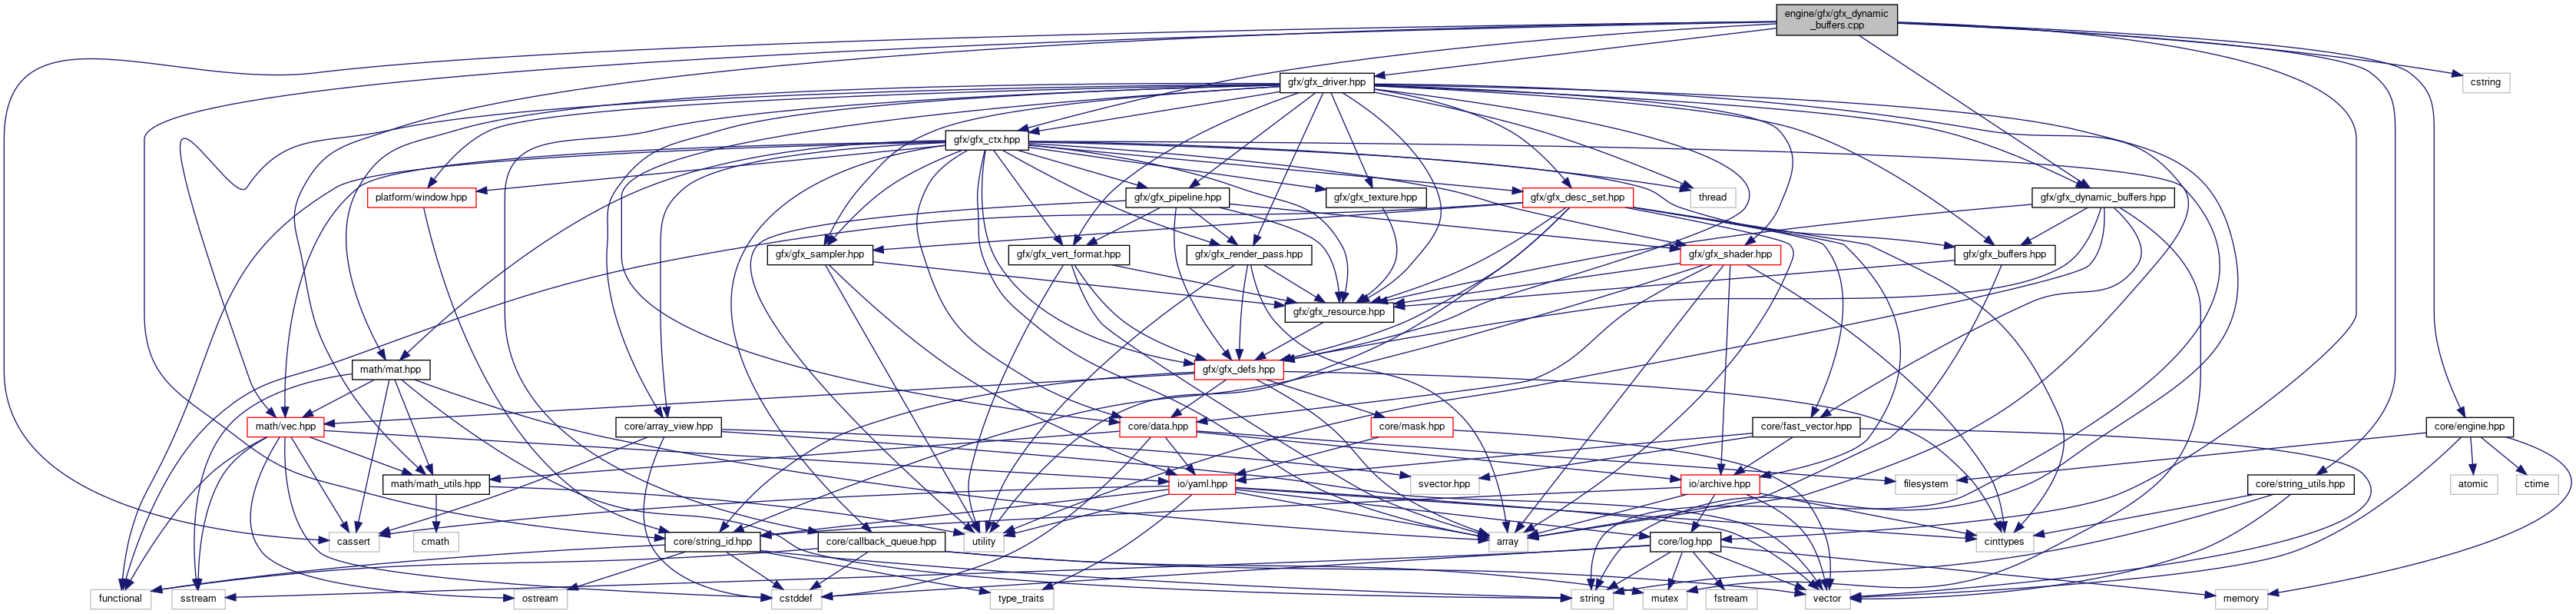 engine/gfx/gfx_dynamic
_buffers.cpp
cstring
gfx/gfx_driver.hpp
gfx/gfx_ctx.hpp
platform/window.hpp
gfx/gfx_pipeline.hpp
gfx/gfx_texture.hpp
gfx/gfx_desc_set.hpp
thread
gfx/gfx_dynamic_buffers.hpp
gfx/gfx_sampler.hpp
gfx/gfx_vert_format.hpp
gfx/gfx_render_pass.hpp
gfx/gfx_shader.hpp
gfx/gfx_buffers.hpp
gfx/gfx_resource.hpp
math/mat.hpp
gfx/gfx_defs.hpp
math/vec.hpp
core/array_view.hpp
core/data.hpp
core/mask.hpp
core/fast_vector.hpp
core/engine.hpp
math/math_utils.hpp
io/yaml.hpp
svector.hpp
io/archive.hpp
filesystem
core/string_utils.hpp
atomic
ctime
cassert
cmath
core/string_id.hpp
core/callback_queue.hpp
utility
array
core/log.hpp
cinttypes
functional
sstream
ostream
cstddef
type_traits
string
mutex
fstream
vector
memory